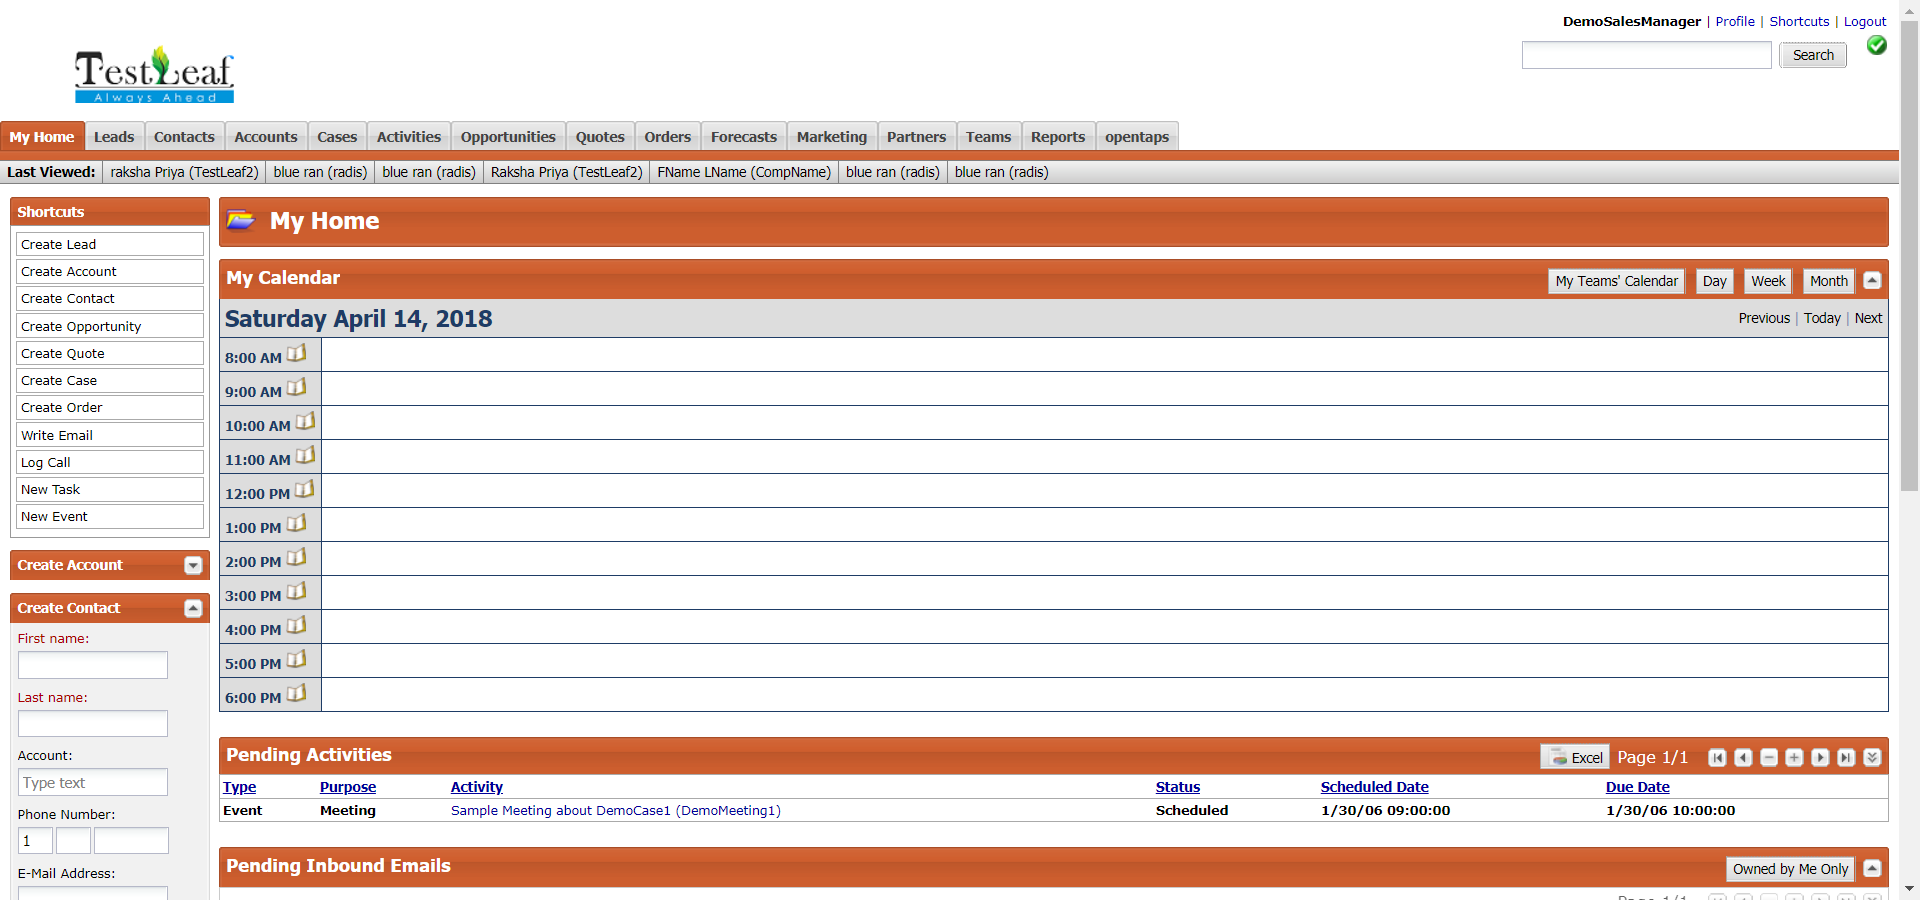 DemoSalesManager | Profile | Shortcuts | Logout
Search
TestLeaf
Always Ahead
My Home Leads Contacts Accounts Cases Activities Opportunities Quotes Orders Forecasts Marketing Partners Teams Reports opentaps
Last Viewed: raksha Priya (TestLeaf2) blue ran (radis) blue ran (radis) Raksha Priya (TestLeaf2) FName LName (CompName) blue ran (radis) blue ran (radis)
Shortcuts
Create Lead
Create Account
Create Contact
Create Opportunity
Create Quote
Create Case
Create Order
Write Email
Log Call
New Task
New Event
Create Account
Create Contact
First name:
Last name:
Account:
Type text
Phone Number:
1
E-Mail Address:
My Home
My Calendar My Teams' Calendar Day Week Month
Saturday April 14, 2018 Previous | Today | Next
8:00 AM
9:00 AM
10:00 AM
11:00 AM
12:00 PM
1:00 PM
2:00 PM
3:00 PM
4:00 PM
5:00 PM
6:00 PM
Pending Activities Excel Page 1/1
Type Purpose Activity Status Scheduled Date Due Date
Event Meeting Sample Meeting about DemoCase1 (DemoMeeting1) Scheduled 1/30/06 09:00:00 1/30/06 10:00:00
Pending Inbound Emails Owned by Me Only
Page 1/1